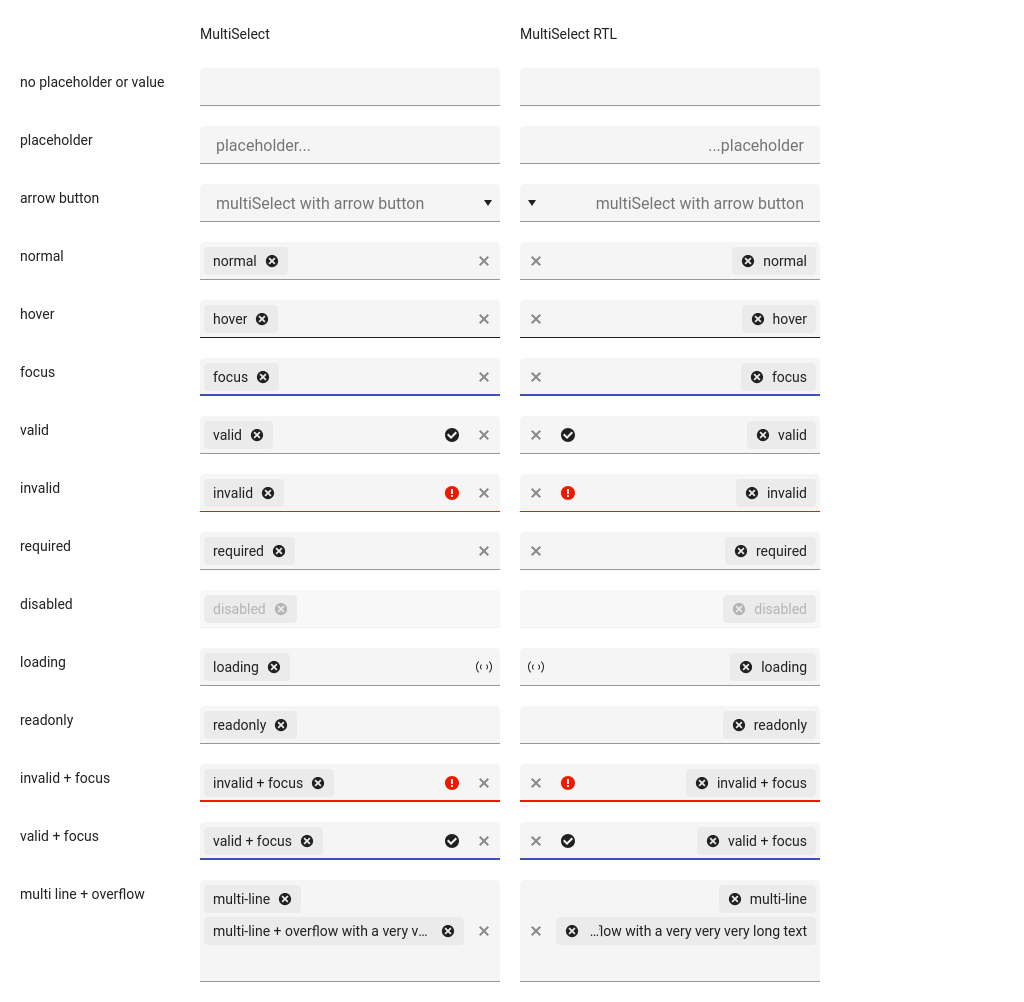 MultiSelect MultiSelect RTL
no placeholder or value
placeholder placeholder... ...placeholder
arrow button multiSelect with arrow button multiSelect with arrow button
normal normal normal
hover hover hover
focus focus focus
valid valid valid
invalid invalid invalid
required required required
disabled disabled disabled
loading loading loading
readonly readonly readonly
invalid + focus invalid + focus invalid + focus
valid + focus valid + focus valid + focus
multi line + overflow multi-line multi-line
multi-line + overflow with a very v... ...low with a very very very long text